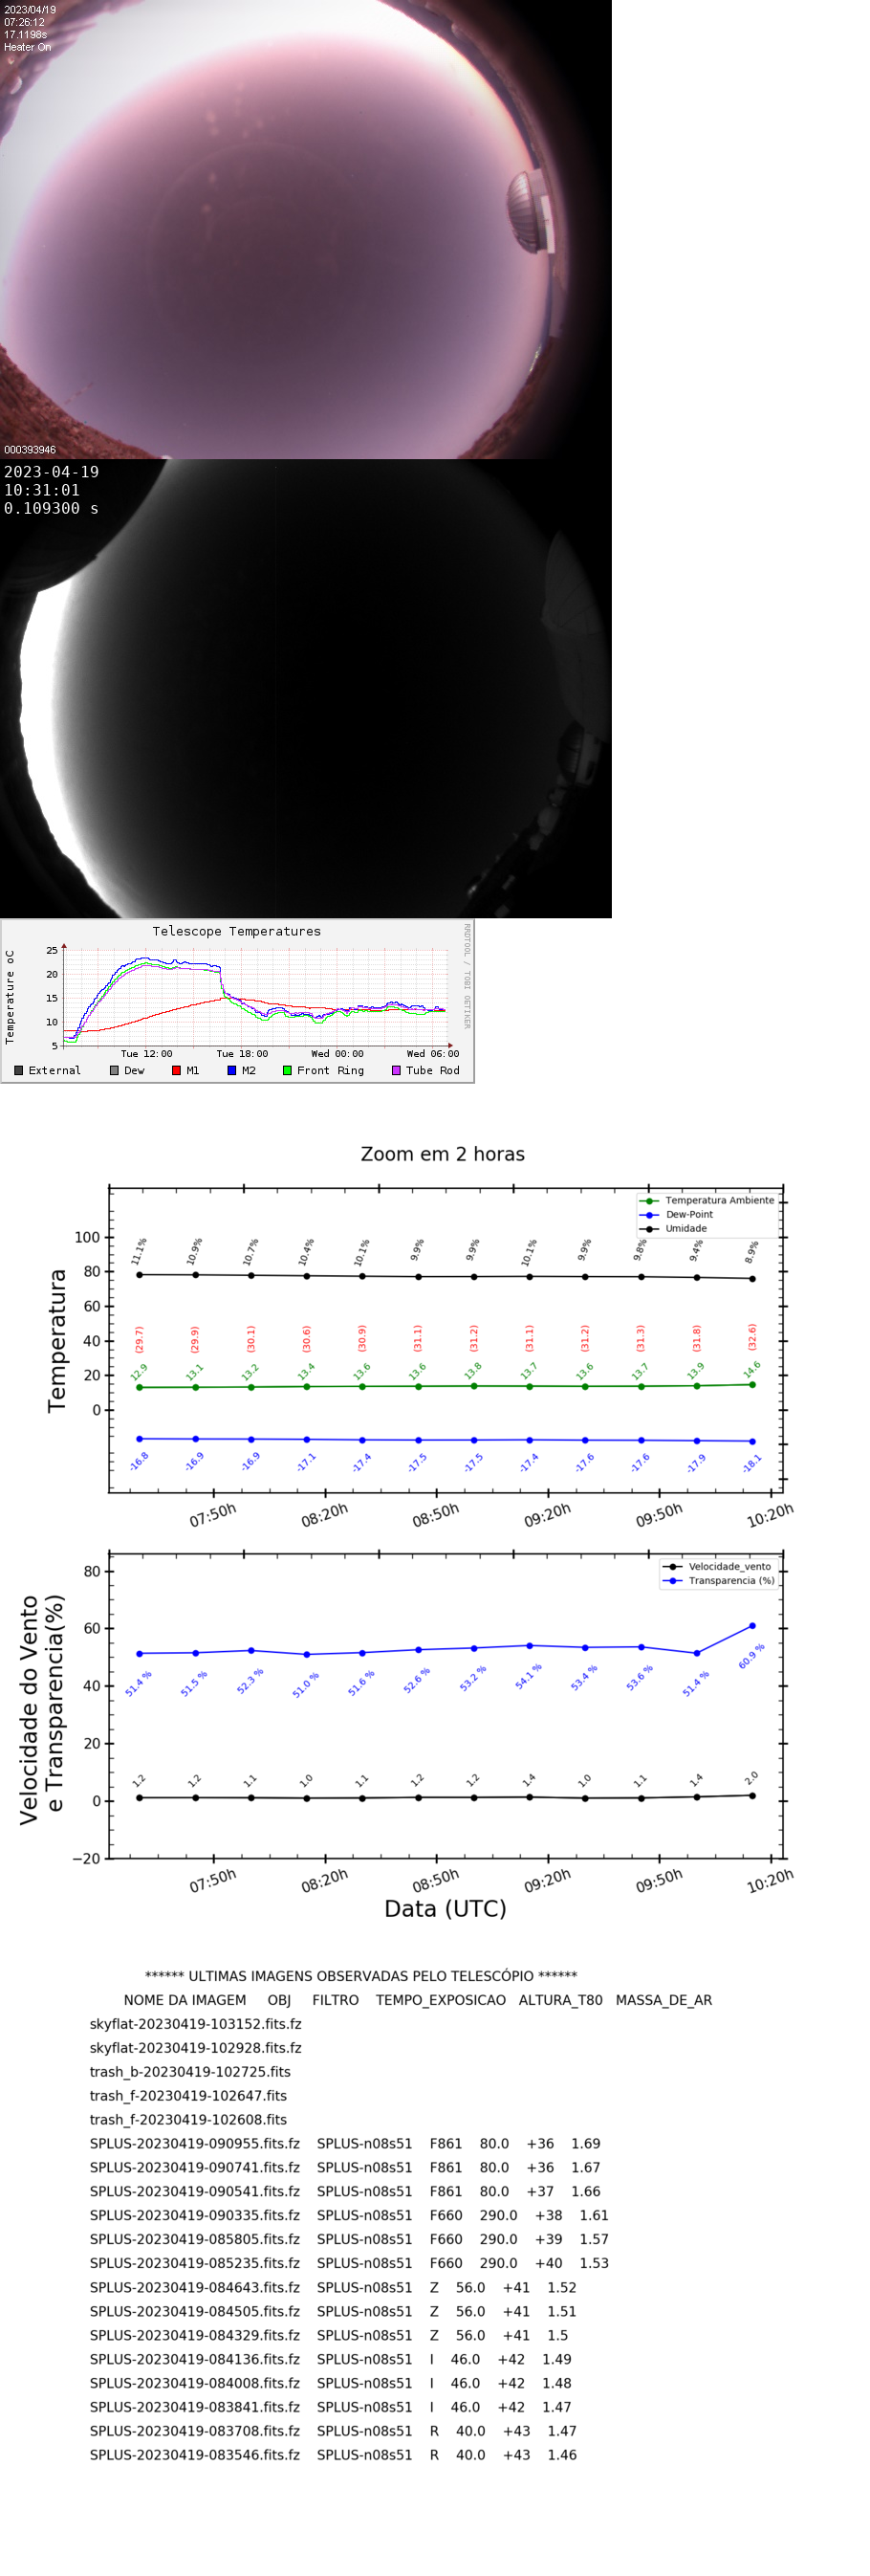 2023/04/19
07:26:12
17.1198s
Heater On
000393946
2023-04-19
10:31:01
0.109300 s
Telescope Temperatures
RRDTOOL / TOBI OETIKER
Temperature oC
25
20
15
10
5
Tue 12:00 Tue 18:00 Wed 00:00 Wed 06:00
External Dew M1 M2 Front Ring Tube Rod
Zoom em 2 horas
Temperatura
Temperatura Ambiente
Dew-Point
Umidade
100
80
60
40
20
0
11.1% 10.9% 10.7% 10.4% 10.1% 9.9% 9.9% 10.1% 9.9% 9.8% 9.4% 8.9%
(29.7) (29.9) (30.1) (30.6) (30.9) (31.1) (31.2) (31.1) (31.2) (31.3) (31.8) (32.6)
12.9 13.1 13.2 13.4 13.6 13.6 13.8 13.7 13.6 13.7 13.9 14.6
-16.8 -16.9 -16.9 -17.1 -17.4 -17.5 -17.5 -17.4 -17.6 -17.6 -17.9 -18.1
07:50h 08:20h 08:50h 09:20h 09:50h 10:20h
Velocidade do Vento
e Transparencia(%)
Velocidade_vento
Transparencia (%)
80
60
40
20
0
−20
51.4 % 51.5 % 52.3 % 51.0 % 51.6 % 52.6 % 53.2 % 54.1 % 53.4 % 53.6 % 51.4 % 60.9 %
1.2 1.2 1.1 1.0 1.1 1.2 1.2 1.4 1.0 1.1 1.4 2.0
07:50h 08:20h 08:50h 09:20h 09:50h 10:20h
Data (UTC)
****** ULTIMAS IMAGENS OBSERVADAS PELO TELESCÓPIO ******
NOME DA IMAGEM OBJ FILTRO TEMPO_EXPOSICAO ALTURA_T80 MASSA_DE_AR
skyflat-20230419-103152.fits.fz
skyflat-20230419-102928.fits.fz
trash_b-20230419-102725.fits
trash_f-20230419-102647.fits
trash_f-20230419-102608.fits
SPLUS-20230419-090955.fits.fz SPLUS-n08s51 F861 80.0 +36 1.69
SPLUS-20230419-090741.fits.fz SPLUS-n08s51 F861 80.0 +36 1.67
SPLUS-20230419-090541.fits.fz SPLUS-n08s51 F861 80.0 +37 1.66
SPLUS-20230419-090335.fits.fz SPLUS-n08s51 F660 290.0 +38 1.61
SPLUS-20230419-085805.fits.fz SPLUS-n08s51 F660 290.0 +39 1.57
SPLUS-20230419-085235.fits.fz SPLUS-n08s51 F660 290.0 +40 1.53
SPLUS-20230419-084643.fits.fz SPLUS-n08s51 Z 56.0 +41 1.52
SPLUS-20230419-084505.fits.fz SPLUS-n08s51 Z 56.0 +41 1.51
SPLUS-20230419-084329.fits.fz SPLUS-n08s51 Z 56.0 +41 1.5
SPLUS-20230419-084136.fits.fz SPLUS-n08s51 I 46.0 +42 1.49
SPLUS-20230419-084008.fits.fz SPLUS-n08s51 I 46.0 +42 1.48
SPLUS-20230419-083841.fits.fz SPLUS-n08s51 I 46.0 +42 1.47
SPLUS-20230419-083708.fits.fz SPLUS-n08s51 R 40.0 +43 1.47
SPLUS-20230419-083546.fits.fz SPLUS-n08s51 R 40.0 +43 1.46